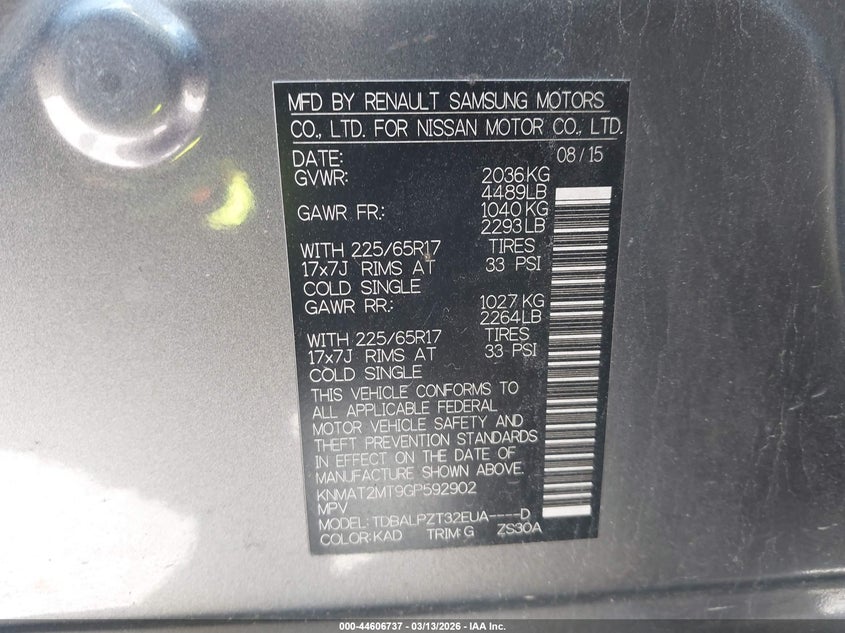 MFD BY RENAULT SAMSUNG MOTORS
CO., LTD. FOR NISSAN MOTOR CO., LTD.
DATE: 08 / 15
GVWR: 2036 KG
4489LB
GAWR FR.: 1040 KG
2293 LB
WITH 225/65R17 TIRES
17x7J RIMS AT 33 PSI
COLD SINGLE
GAWR RR.: 1027 KG
2264 LB
WITH 225/65R17 TIRES
17x7J RIMS AT 33 PSI
COLD SINGLE
THIS VEHICLE CONFORMS TO
ALL APPLICABLE FEDERAL
MOTOR VEHICLE SAFETY AND
THEFT PREVENTION STANDARDS
IN EFFECT ON THE DATE OF
MANUFACTURE SHOWN ABOVE.
KNMAT2MT9GP592902
MPV
MODEL: TDBALPZT32EUA----D
COLOR: KAD TRIM: G ZS30A
000-44606737 - 03/13/2026 - IAA Inc.